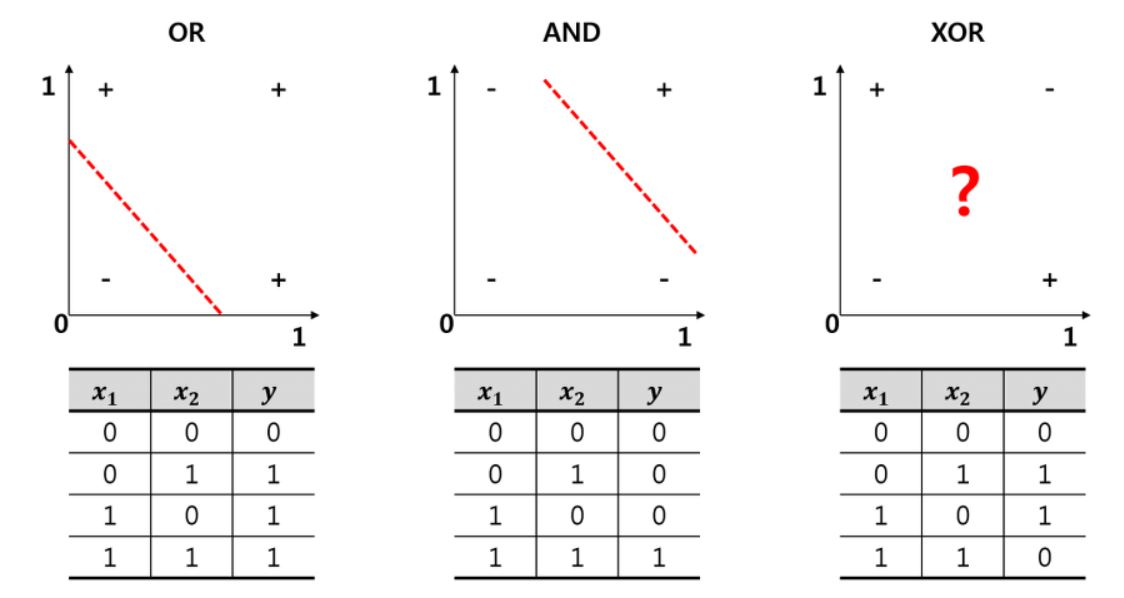 OR
1
+ +
- +
0
1
x₁ x₂ y
0 0 0
0 1 1
1 0 1
1 1 1
AND
1
- +
- -
0
1
x₁ x₂ y
0 0 0
0 1 0
1 0 0
1 1 1
XOR
1
+ -
?
- +
0
1
x₁ x₂ y
0 0 0
0 1 1
1 0 1
1 1 0